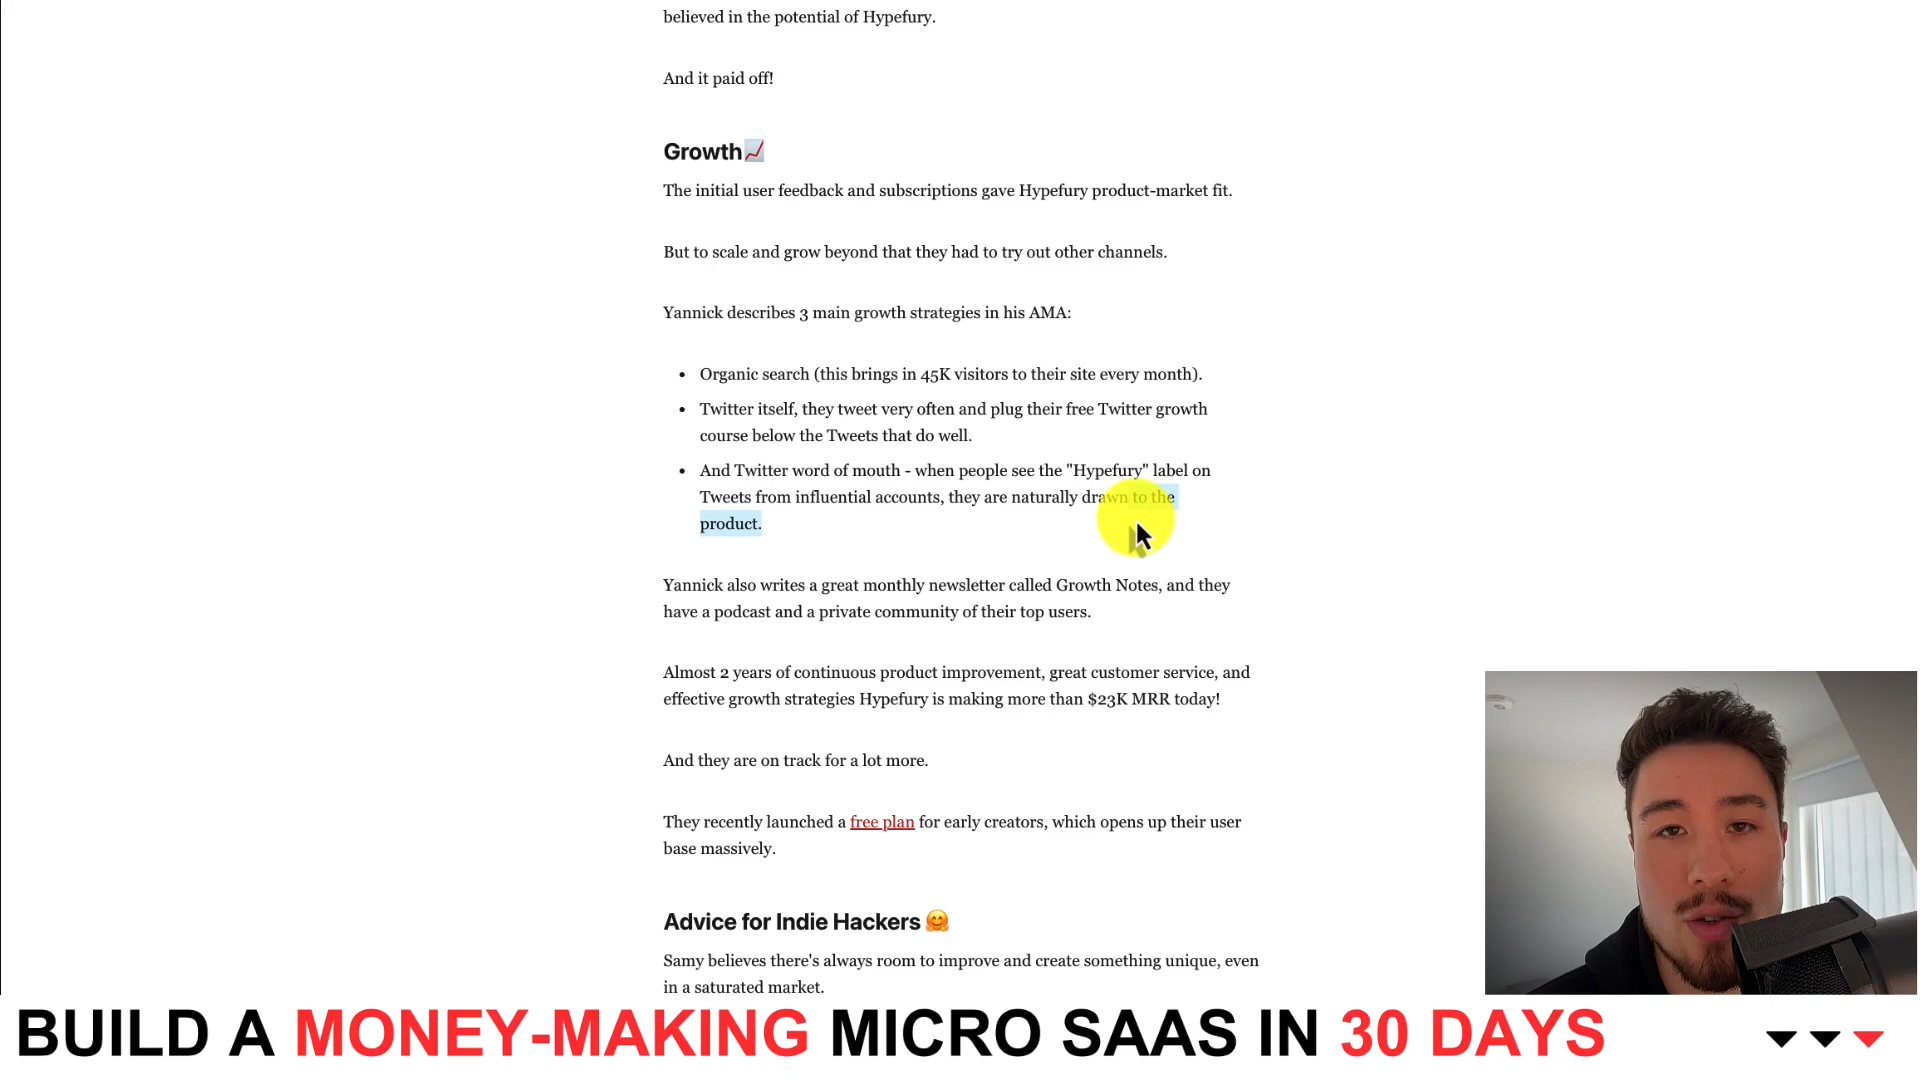 believed in the potential of Hypefury.
And it paid off!
Growth📈
The initial user feedback and subscriptions gave Hypefury product-market fit.
But to scale and grow beyond that they had to try out other channels.
Yannick describes 3 main growth strategies in his AMA:
• Organic search (this brings in 45K visitors to their site every month).
• Twitter itself, they tweet very often and plug their free Twitter growth
course below the Tweets that do well.
• And Twitter word of mouth - when people see the "Hypefury" label on
Tweets from influential accounts, they are naturally drawn to the
product.
Yannick also writes a great monthly newsletter called Growth Notes, and they
have a podcast and a private community of their top users.
Almost 2 years of continuous product improvement, great customer service, and
effective growth strategies Hypefury is making more than $23K MRR today!
And they are on track for a lot more.
They recently launched a free plan for early creators, which opens up their user
base massively.
Advice for Indie Hackers 🤗
Samy believes there's always room to improve and create something unique, even
in a saturated market.
BUILD A MONEY-MAKING MICRO SAAS IN 30 DAYS